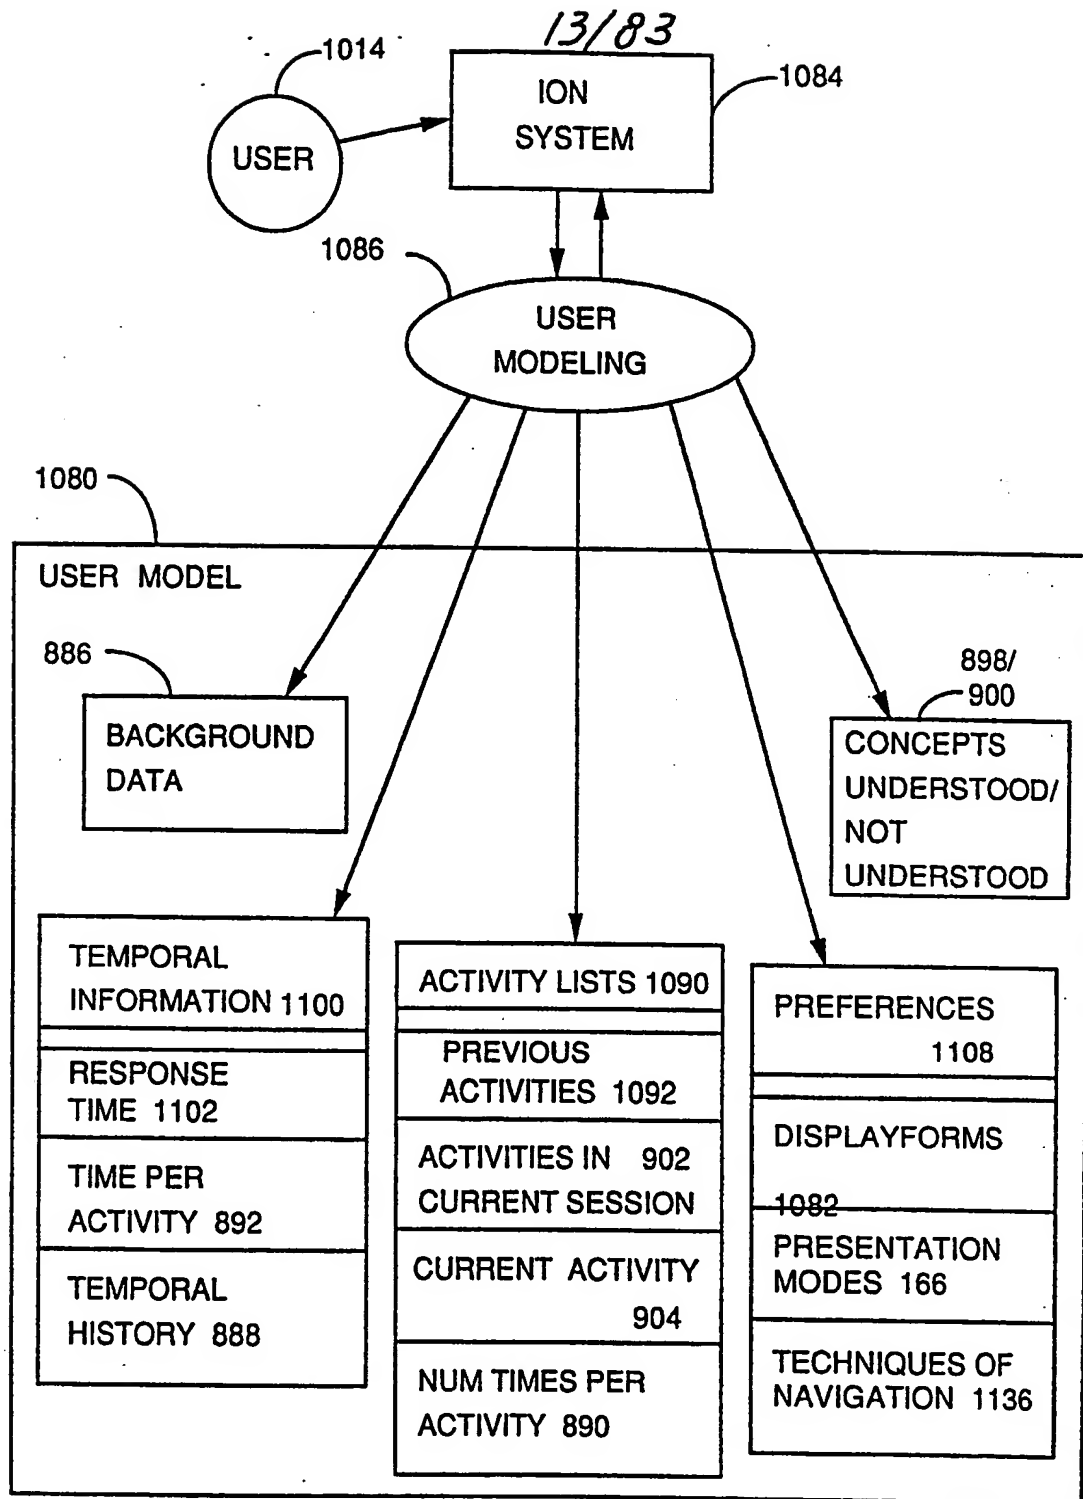 13/83
1014
ION
SYSTEM
1084
USER
1086
USER
MODELING
1080
USER MODEL
886
BACKGROUND
DATA
898/
900
CONCEPTS
UNDERSTOOD/
NOT
UNDERSTOOD
TEMPORAL
INFORMATION 1100
RESPONSE
TIME 1102
TIME PER
ACTIVITY 892
TEMPORAL
HISTORY 888
ACTIVITY LISTS 1090
PREVIOUS
ACTIVITIES 1092
ACTIVITIES IN 902
CURRENT SESSION
CURRENT ACTIVITY
904
NUM TIMES PER
ACTIVITY 890
PREFERENCES
1108
DISPLAYFORMS
1082
PRESENTATION
MODES 166
TECHNIQUES OF
NAVIGATION 1136